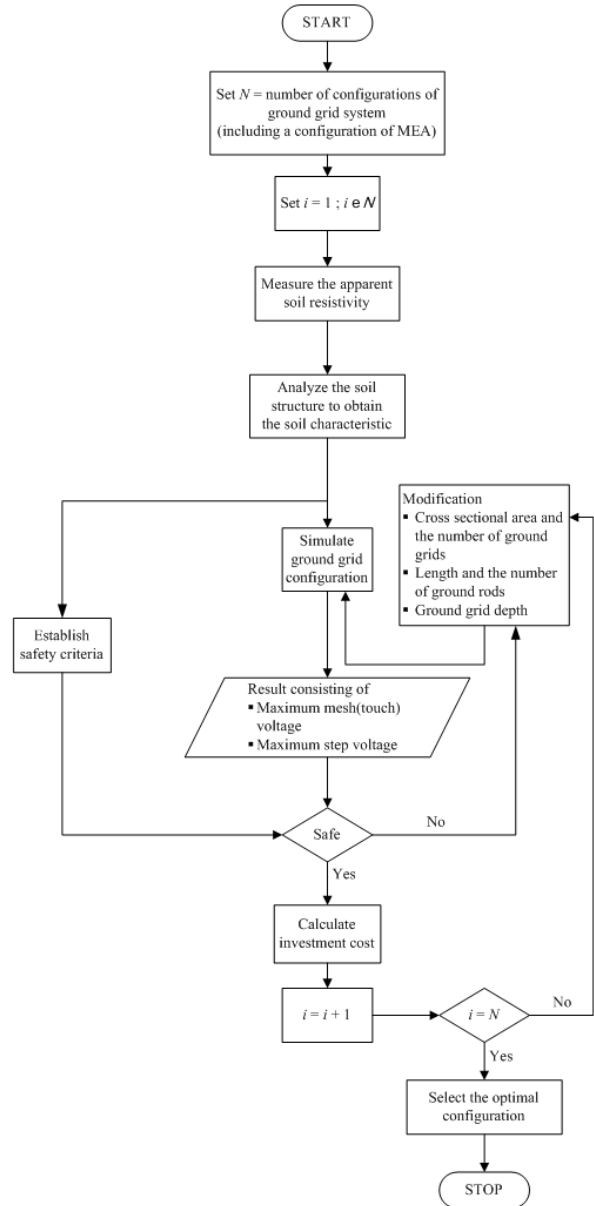 START
Set N = number of configurations of
ground grid system
(including a configuration of MEA)
Set i = 1 ; i e N
Measure the apparent
soil resistivity
Analyze the soil
structure to obtain
the soil characteristic
Modification
▪ Cross sectional area and
the number of ground
grids
▪ Length and the number
of ground rods
▪ Ground grid depth
Simulate
ground grid
configuration
Establish
safety criteria
Result consisting of
▪ Maximum mesh(touch)
voltage
▪ Maximum step voltage
Safe
No
Yes
Calculate
investment cost
i = i + 1
i = N
No
Yes
Select the optimal
configuration
STOP